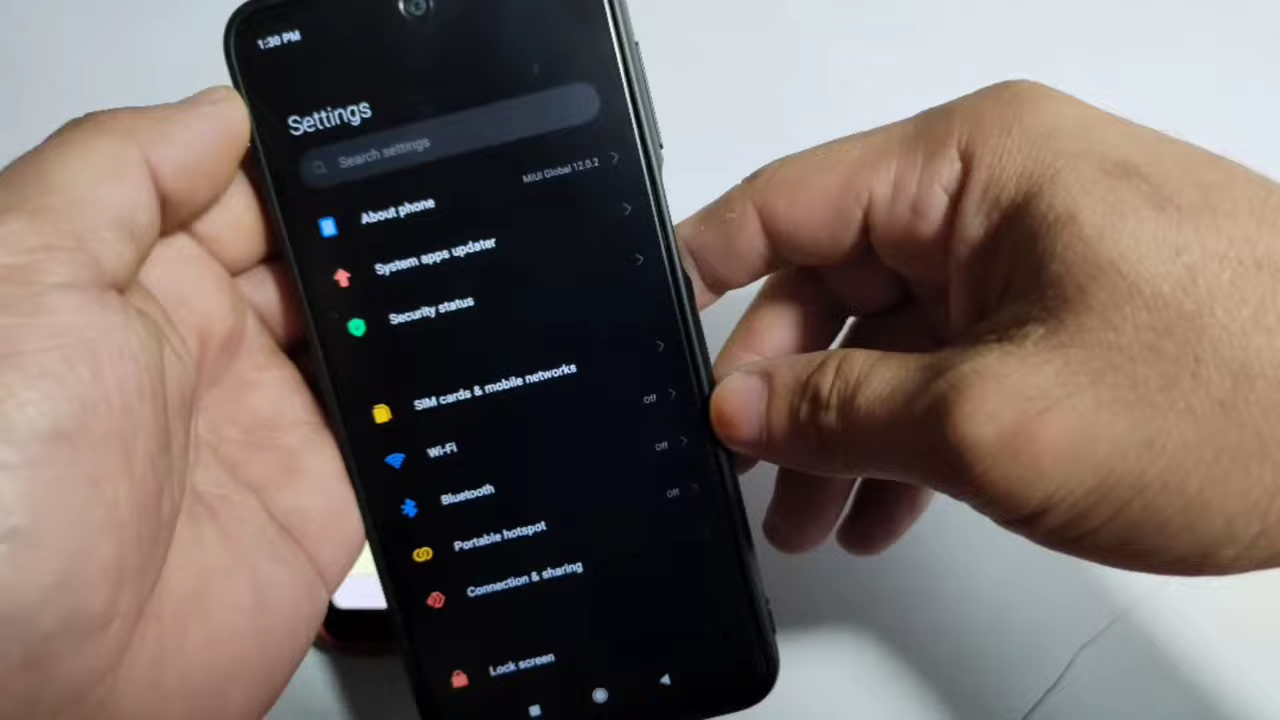 1:30 PM
Settings
Search settings
About phone
MIUI Global 12.0.2
System apps updater
Security status
SIM cards & mobile networks
Wi-Fi
Off
Bluetooth
Off
Portable hotspot
Off
Connection & sharing
Lock screen